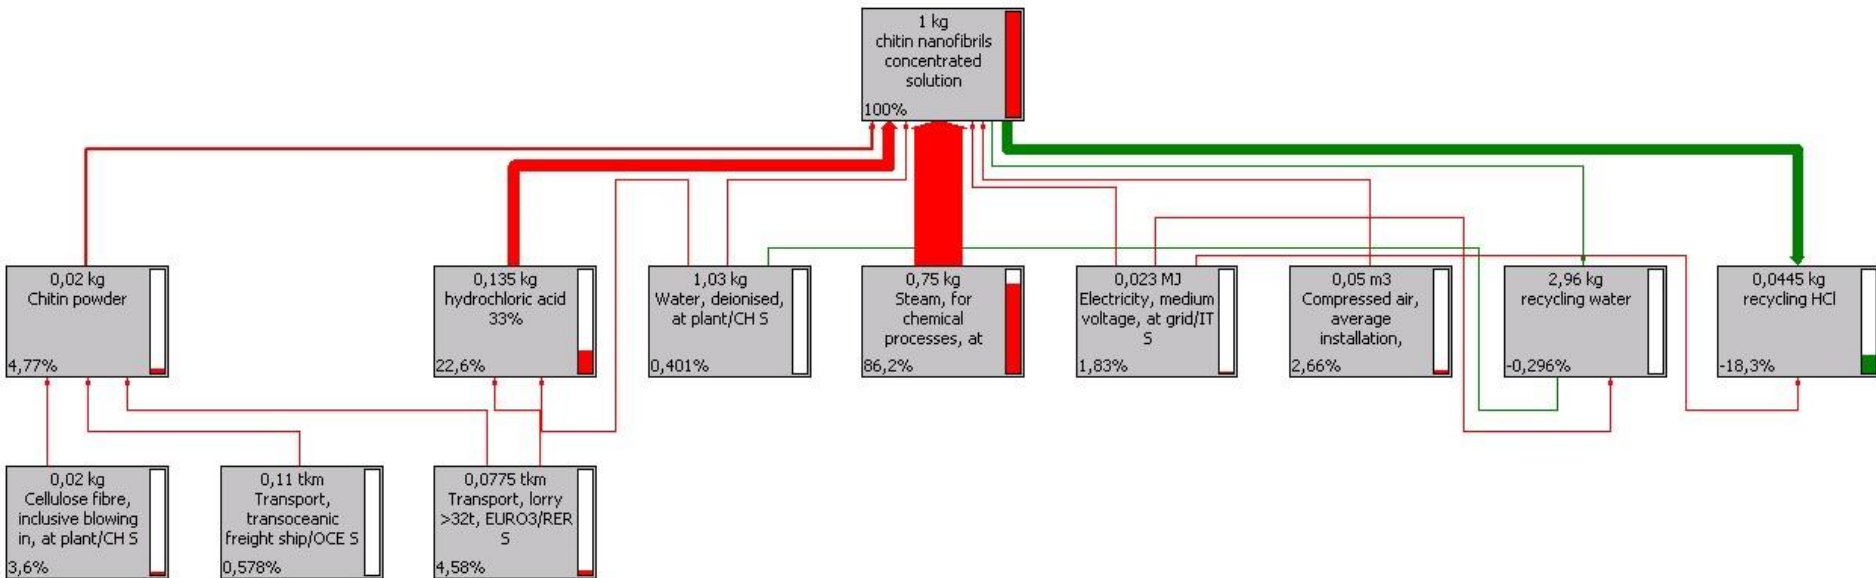 1 kg
chitin nanofibrils
concentrated
solution
100%
0,02 kg
Chitin powder
4,77%
0,135 kg
hydrochloric acid
33%
22,6%
1,03 kg
Water, deionised,
at plant/CH S
0,401%
0,75 kg
Steam, for
chemical
processes, at
86,2%
0,023 MJ
Electricity, medium
voltage, at grid/IT
S
1,83%
0,05 m3
Compressed air,
average
installation,
2,66%
2,96 kg
recycling water
-0,296%
0,0445 kg
recycling HCl
-18,3%
0,02 kg
Cellulose fibre,
inclusive blowing
in, at plant/CH S
3,6%
0,11 tkm
Transport,
transoceanic
freight ship/OCE S
0,578%
0,0775 tkm
Transport, lorry
>32t, EURO3/RER
S
4,58%